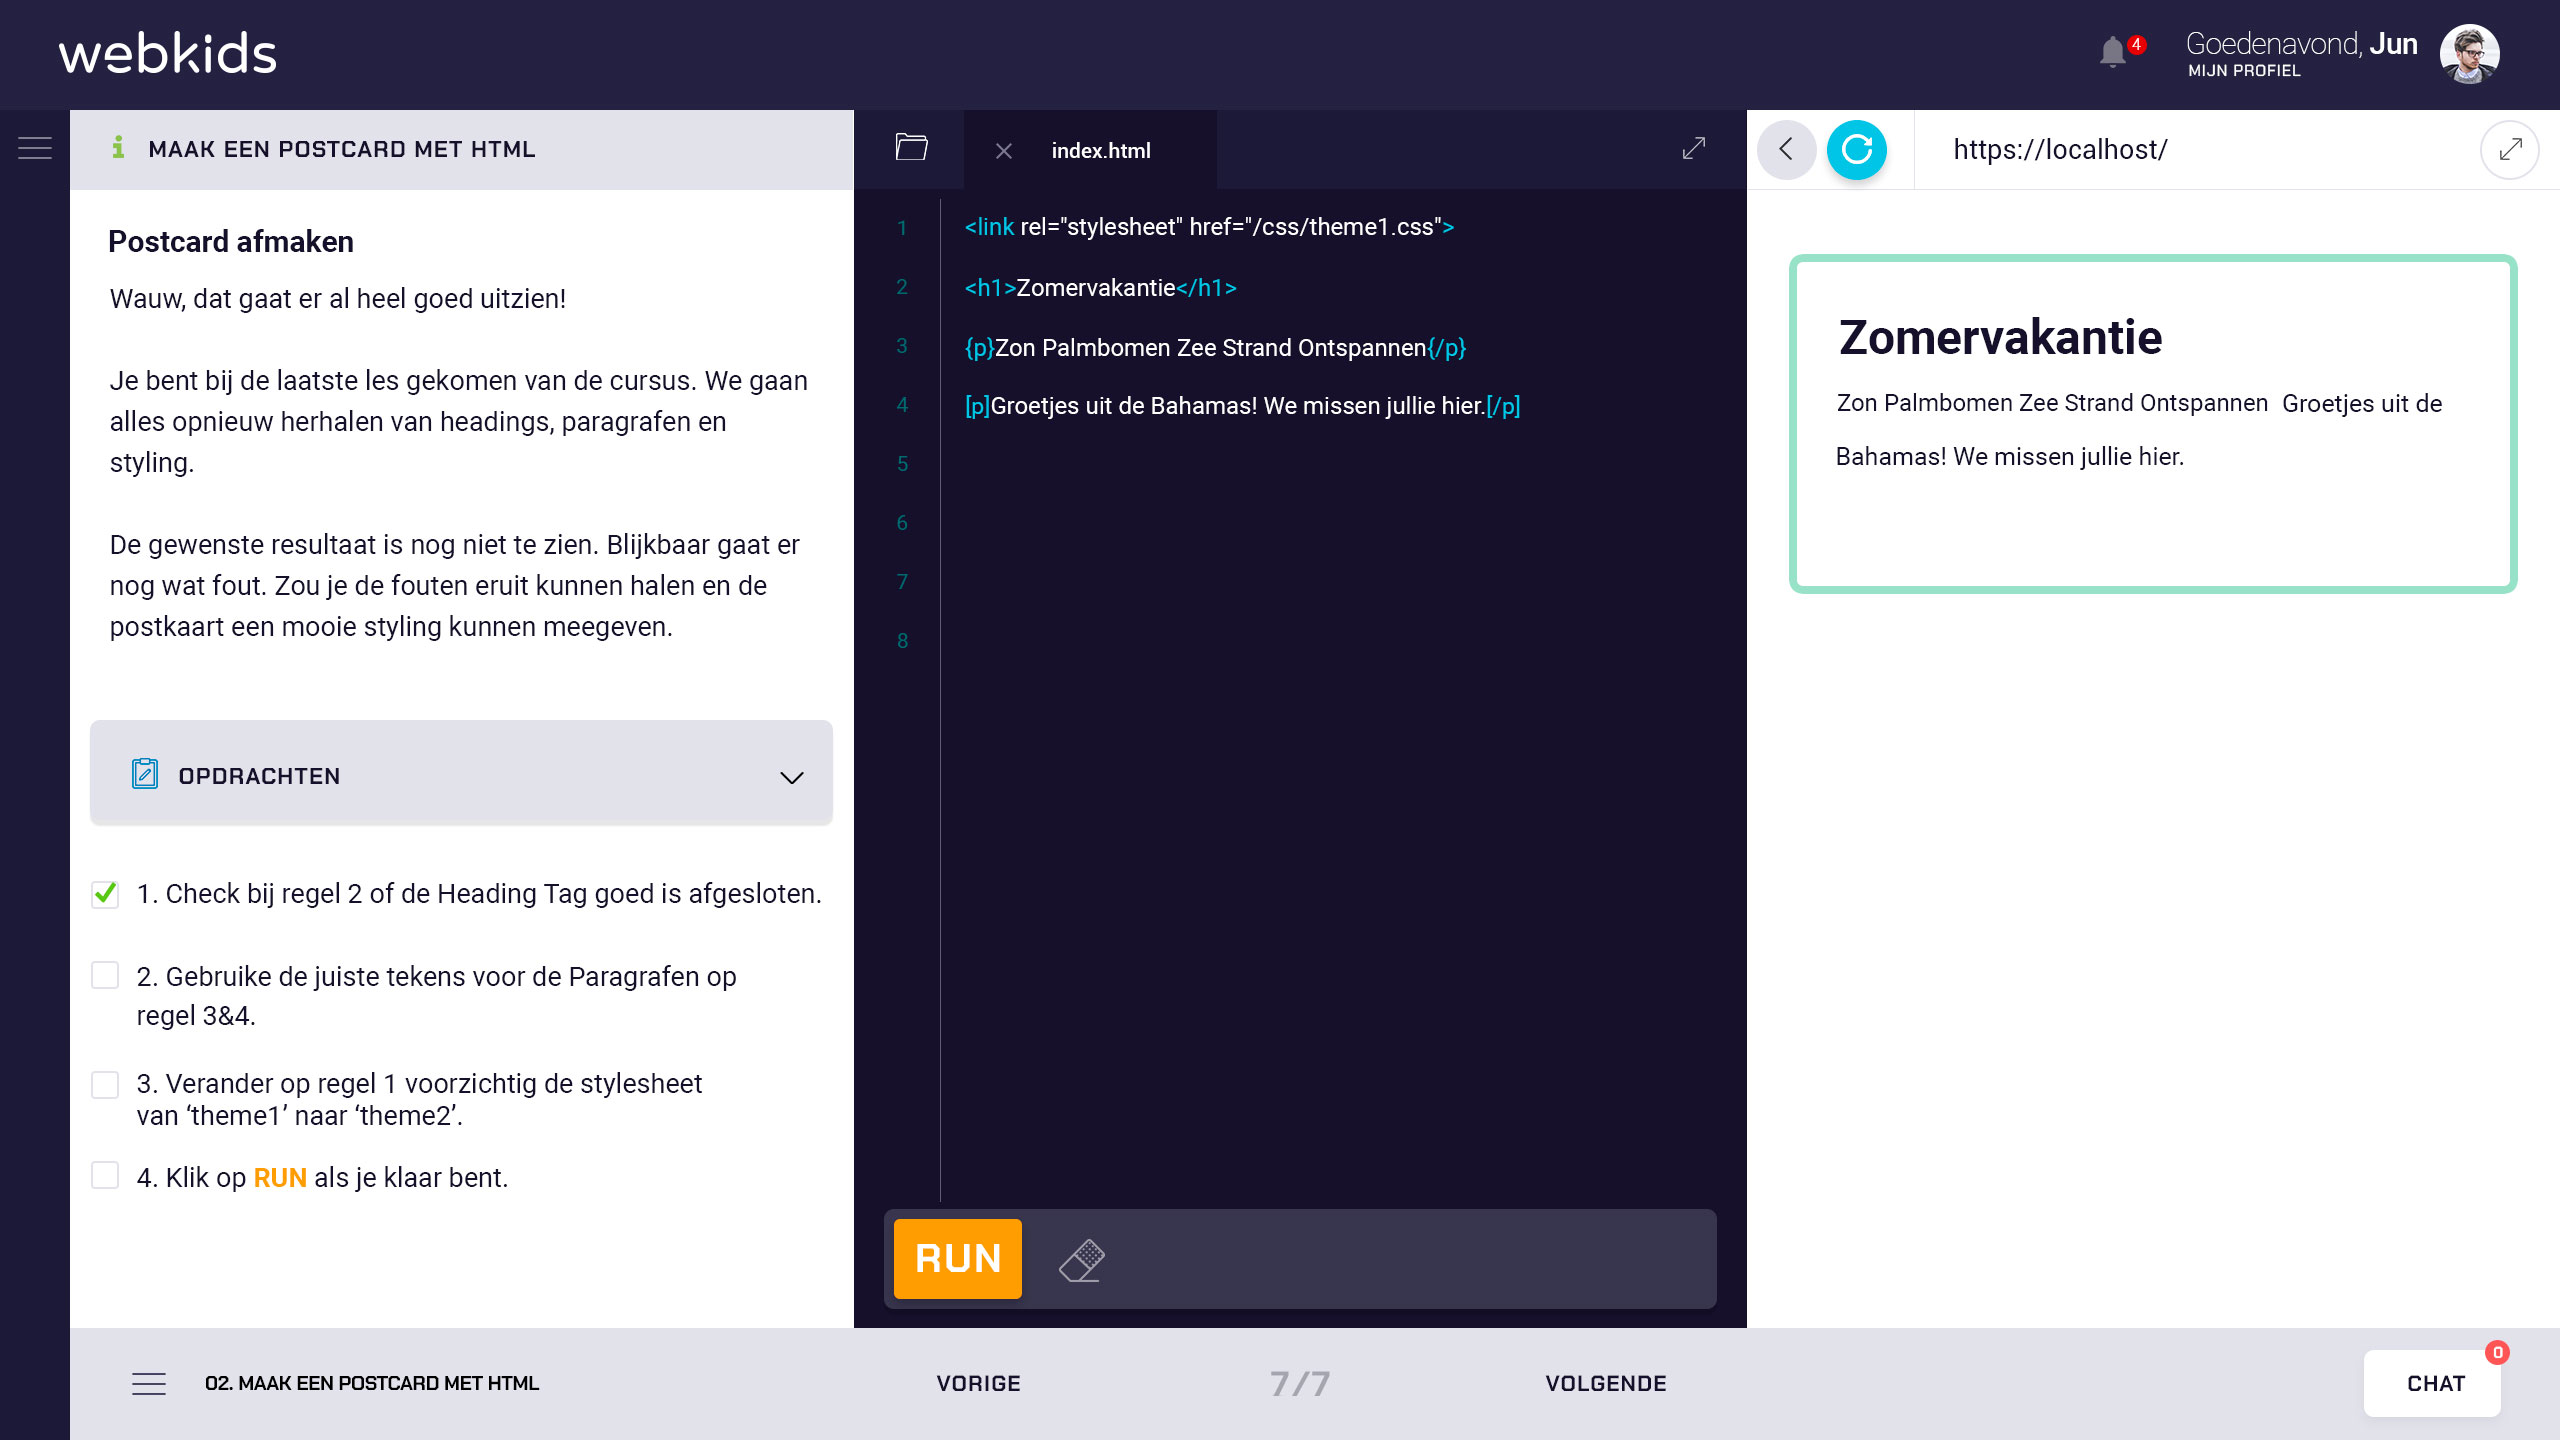 webkids
4
Goedenavond, Jun
MIJN PROFIEL
MAAK EEN POSTCARD MET HTML
Postcard afmaken
Wauw, dat gaat er al heel goed uitzien!
Je bent bij de laatste les gekomen van de cursus. We gaan
alles opnieuw herhalen van headings, paragrafen en
styling.
De gewenste resultaat is nog niet te zien. Blijkbaar gaat er
nog wat fout. Zou je de fouten eruit kunnen halen en de
postkaart een mooie styling kunnen meegeven.
OPDRACHTEN
1. Check bij regel 2 of de Heading Tag goed is afgesloten.
2. Gebruike de juiste tekens voor de Paragrafen op
regel 3&4.
3. Verander op regel 1 voorzichtig de stylesheet
van ‘theme1’ naar ‘theme2’.
4. Klik op RUN als je klaar bent.
index.html
1 <link rel="stylesheet" href="/css/theme1.css">
2 <h1>Zomervakantie</h1>
3 {p}Zon Palmbomen Zee Strand Ontspannen{/p}
4 [p]Groetjes uit de Bahamas! We missen jullie hier.[/p]
5
6
7
8
RUN
https://localhost/
Zomervakantie
Zon Palmbomen Zee Strand Ontspannen Groetjes uit de
Bahamas! We missen jullie hier.
02. MAAK EEN POSTCARD MET HTML
VORIGE
7/7
VOLGENDE
CHAT
0